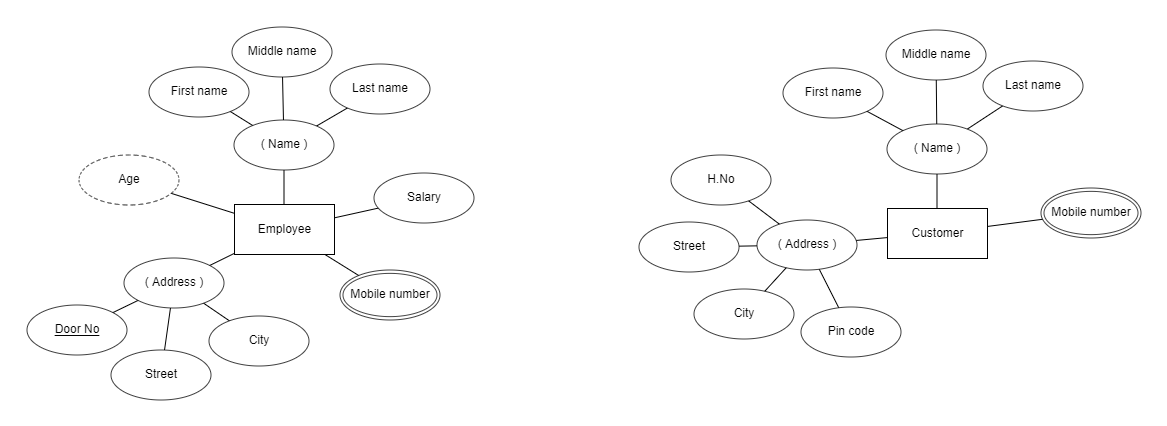 Middle name
First name
Last name
( Name )
Age
Salary
Employee
( Address )
Mobile number
Door No
City
Street
Middle name
First name
Last name
( Name )
H.No
Mobile number
Customer
Street
( Address )
City
Pin code